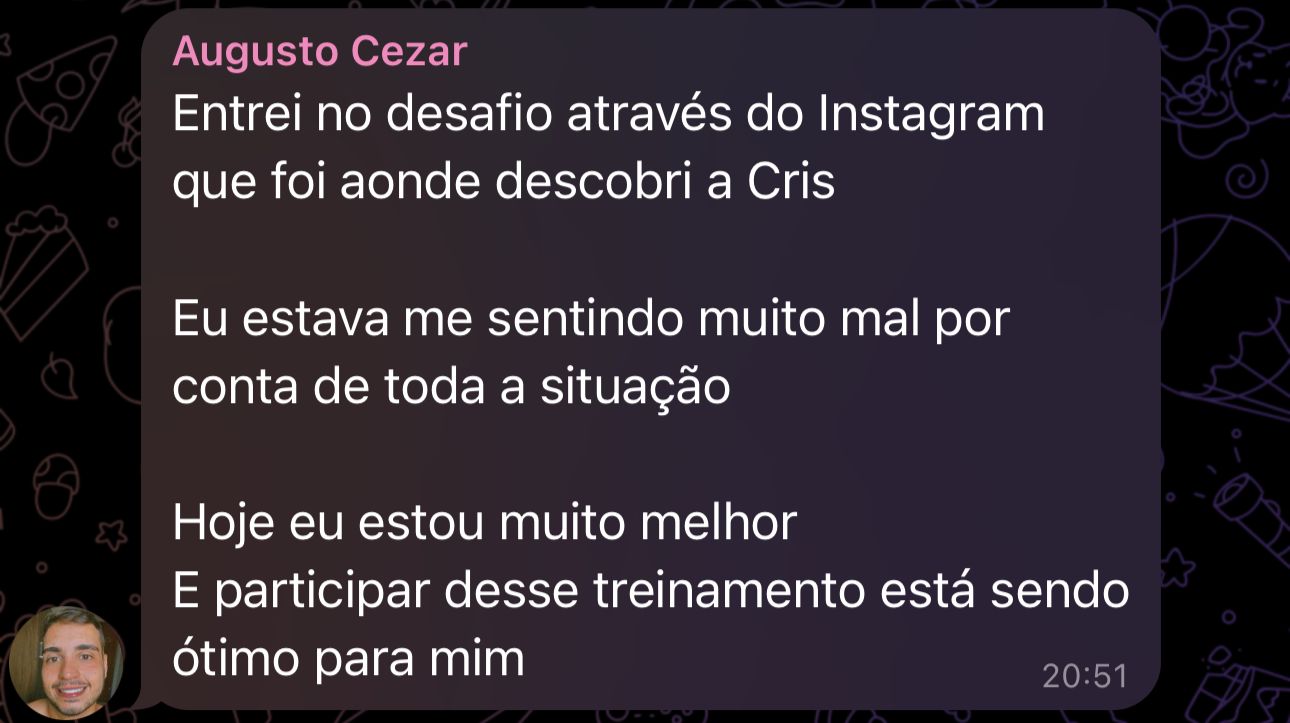 Augusto Cezar
Entrei no desafio através do Instagram
que foi aonde descobri a Cris
Eu estava me sentindo muito mal por
conta de toda a situação
Hoje eu estou muito melhor
E participar desse treinamento está sendo
ótimo para mim
20:51